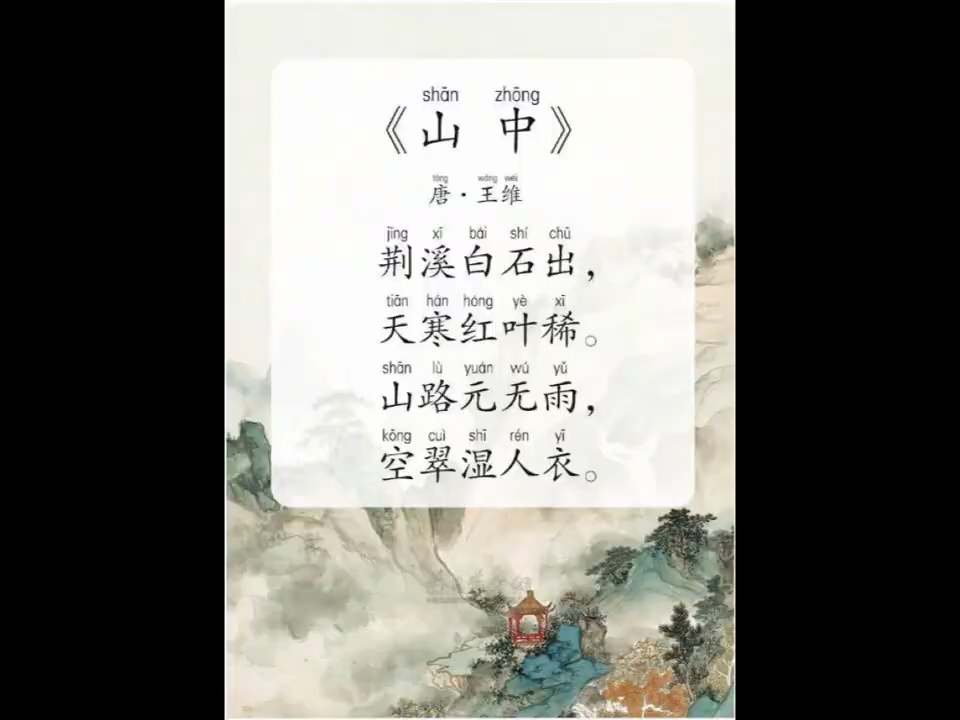 shān zhōng
《山中》
táng wáng wéi
唐·王维
jīng xī bái shí chū
荆溪白石出，
tiān hán hóng yè xī
天寒红叶稀。
shān lù yuán wú yǔ
山路元无雨，
kōng cuì shī rén yī
空翠湿人衣。